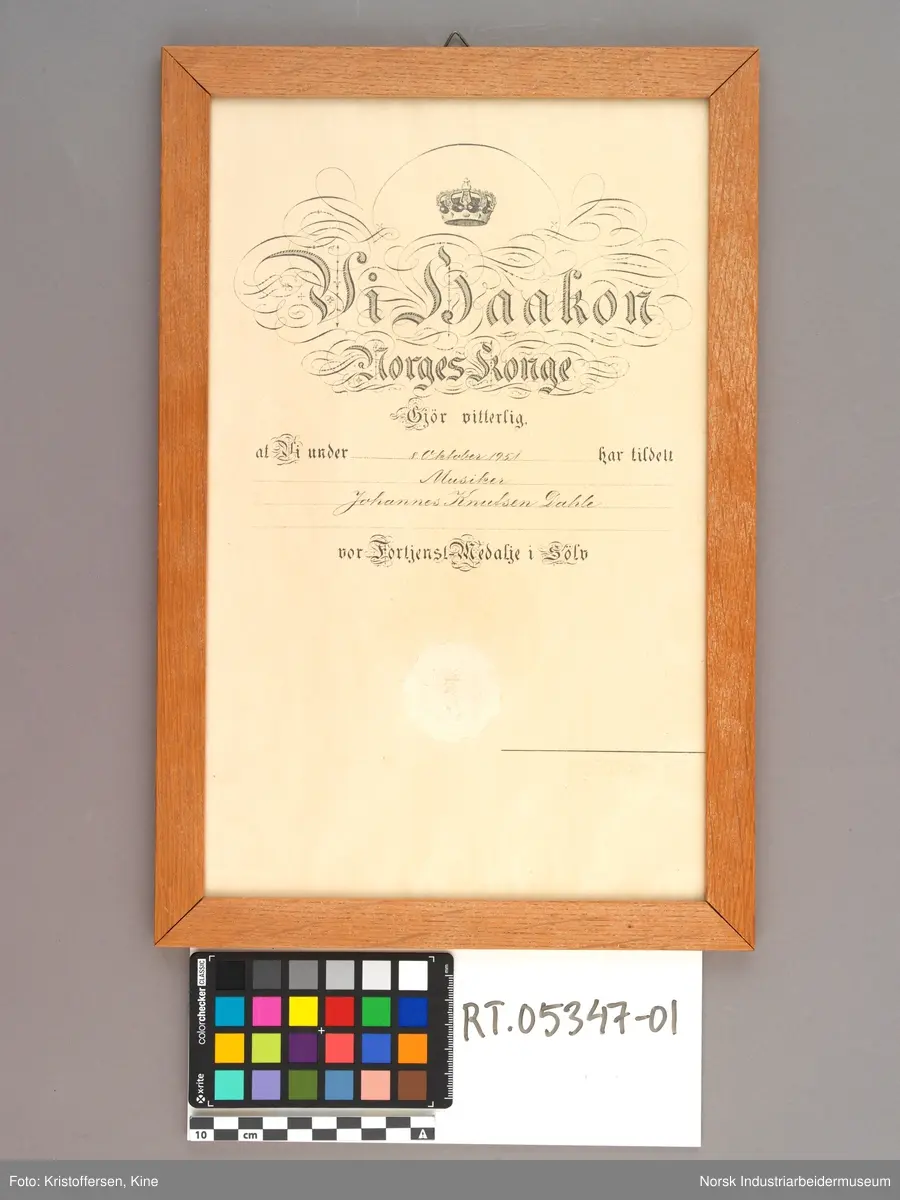 Vi Haakon
Norges Konge
Gjör vitterlig,
at Vi under 8 Oktober 1951 har tildelt
Musiker
Johannes Knutsen Dahle
vor Fortjenst-Medalje i Sölv
RT.05347-01
colorchecker CLASSIC
x-rite
mm
10 cm A
Foto: Kristoffersen, Kine Norsk Industriarbeidermuseum